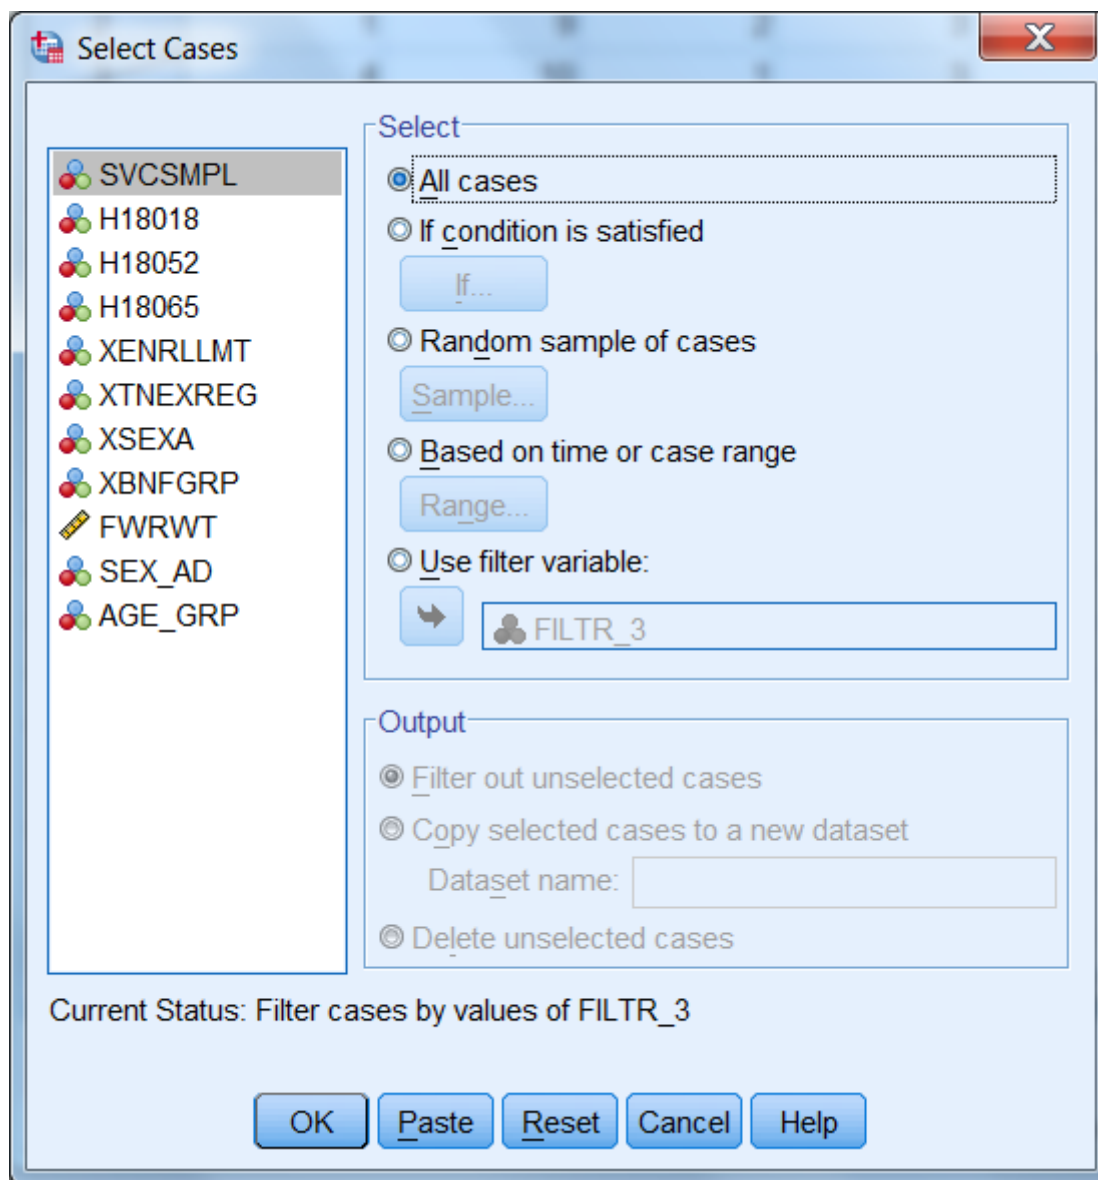 Select Cases
X
SVCSMPL
H18018
H18052
H18065
XENRLLMT
XTNEXREG
XSEXA
XBNFGRP
FWRWT
SEX_AD
AGE_GRP
Select
All cases
If condition is satisfied
If...
Random sample of cases
Sample...
Based on time or case range
Range...
Use filter variable:
FILTR_3
Output
Filter out unselected cases
Copy selected cases to a new dataset
Dataset name:
Delete unselected cases
Current Status: Filter cases by values of FILTR_3
OK Paste Reset Cancel Help